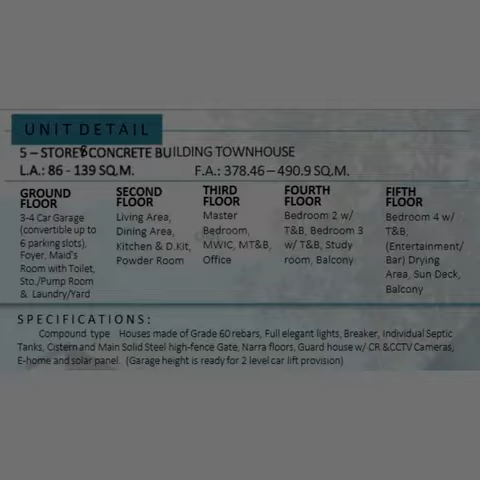 UNIT DETAIL
5 – STOREY CONCRETE BUILDING TOWNHOUSE
L.A.: 86 - 139 SQ.M. F.A.: 378.46 – 490.9 SQ.M.
GROUND
FLOOR
3-4 Car Garage
(convertible up to
6 parking slots).
Foyer, Maid's
Room with Toilet,
Sto./Pump Room
& Laundry/Yard
SECOND
FLOOR
Living Area,
Dining Area,
Kitchen & D.Kit,
Powder Room
THIRD
FLOOR
Master
Bedroom,
MWIC, MT&B,
Office
FOURTH
FLOOR
Bedroom 2 w/
T&B, Bedroom 3
w/ T&B, Study
room, Balcony
FIFTH
FLOOR
Bedroom 4 w/
T&B,
(Entertainment/
Bar) Drying
Area, Sun Deck,
Balcony
SPECIFICATIONS:
Compound type Houses made of Grade 60 rebars, Full elegant lights, Breaker, Individual Septic
Tanks, Cistern and Main Solid Steel high-fence Gate, Narra floors, Guard house w/ CR &CCTV Cameras,
E-home and solar panel. (Garage height is ready for 2 level car lift provision)